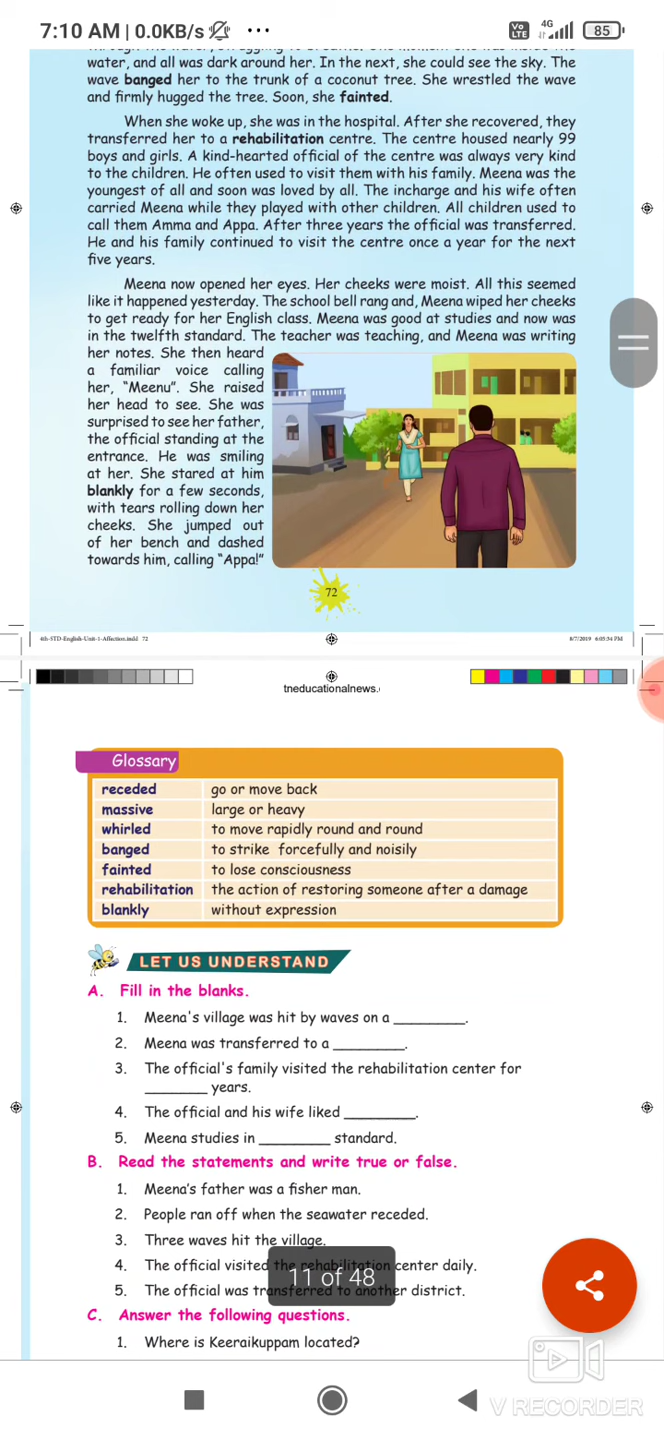 7:10 AM | 0.0KB/s ...
Vo LTE 4G 85
water, and all was dark around her. In the next, she could see the sky. The
wave banged her to the trunk of a coconut tree. She wrestled the wave
and firmly hugged the tree. Soon, she fainted.
When she woke up, she was in the hospital. After she recovered, they
transferred her to a rehabilitation centre. The centre housed nearly 99
boys and girls. A kind-hearted official of the centre was always very kind
to the children. He often used to visit them with his family. Meena was the
youngest of all and soon was loved by all. The incharge and his wife often
carried Meena while they played with other children. All children used to
call them Amma and Appa. After three years the official was transferred.
He and his family continued to visit the centre once a year for the next
five years.
Meena now opened her eyes. Her cheeks were moist. All this seemed
like it happened yesterday. The school bell rang and, Meena wiped her cheeks
to get ready for her English class. Meena was good at studies and now was
in the twelfth standard. The teacher was teaching, and Meena was writing
her notes. She then heard
a familiar voice calling
her, “Meenu”. She raised
her head to see. She was
surprised to see her father,
the official standing at the
entrance. He was smiling
at her. She stared at him
blankly for a few seconds,
with tears rolling down her
cheeks. She jumped out
of her bench and dashed
towards him, calling “Appa!”
72
4th-STD-English-Unit-1-Affection.indd 72
8/7/2019 6:05:34 PM
tneducationalnews.
Glossary
receded go or move back
massive large or heavy
whirled to move rapidly round and round
banged to strike forcefully and noisily
fainted to lose consciousness
rehabilitation the action of restoring someone after a damage
blankly without expression
LET US UNDERSTAND
A. Fill in the blanks.
1. Meena's village was hit by waves on a ________.
2. Meena was transferred to a ________.
3. The official's family visited the rehabilitation center for
_______ years.
4. The official and his wife liked ________.
5. Meena studies in ________ standard.
B. Read the statements and write true or false.
1. Meena’s father was a fisher man.
2. People ran off when the seawater receded.
3. Three waves hit the village.
4. The official visited the rehabilitation center daily.
11 of 48
5. The official was transferred to another district.
C. Answer the following questions.
1. Where is Keeraikuppam located?
V RECORDER